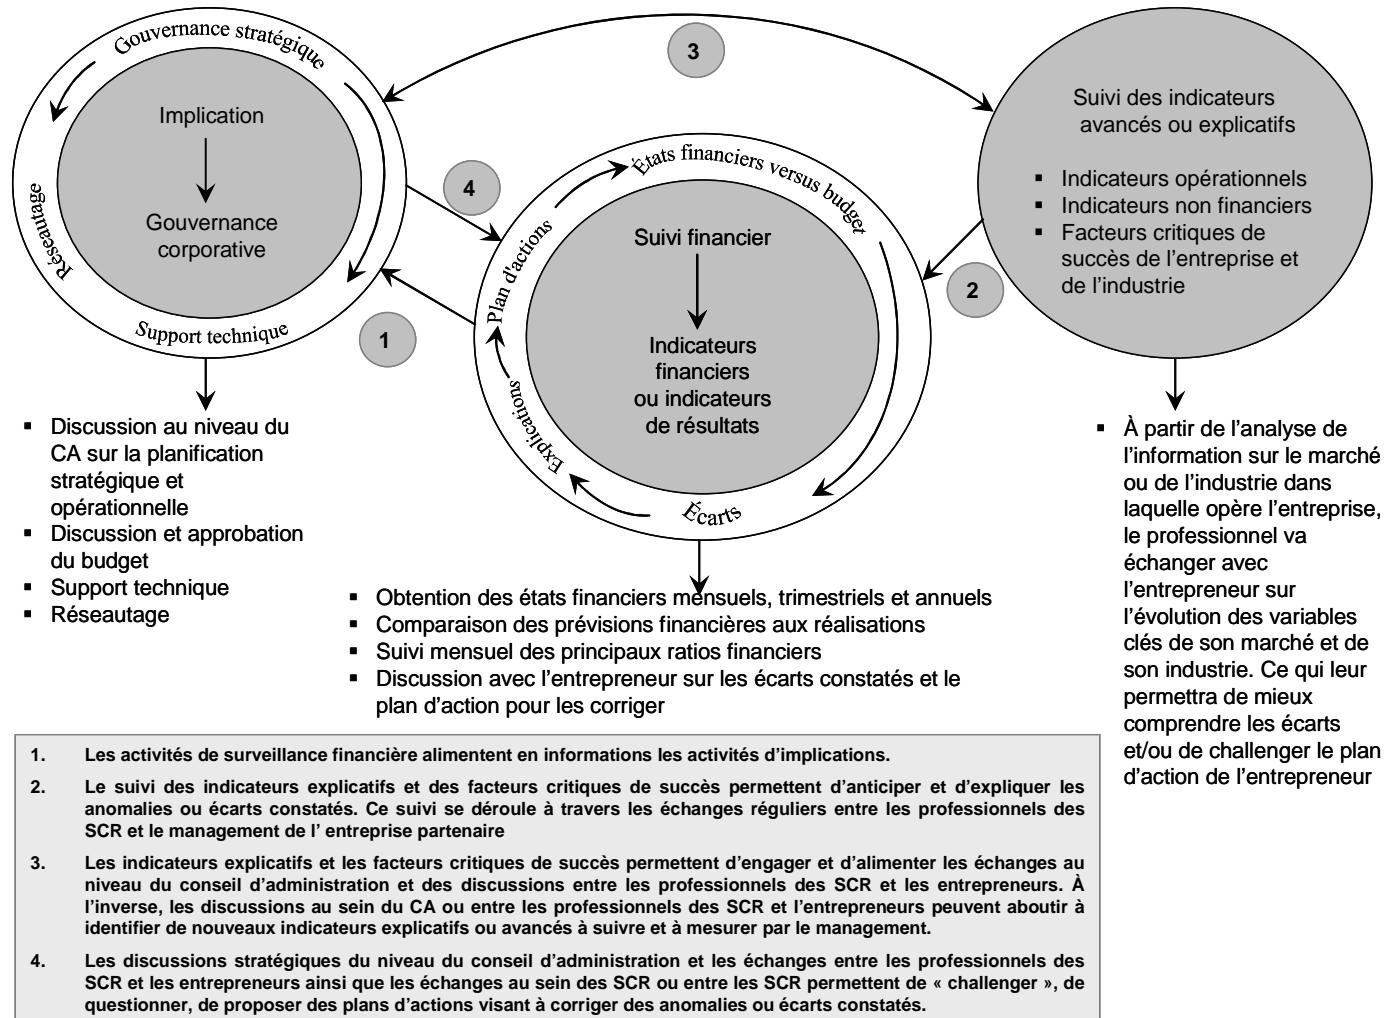 Gouvernance stratégique
Réseautage
Support technique
Implication
Gouvernance
corporative
3
4
1
2
États financiers versus budget
Plan d'actions
Explications
Écarts
Suivi financier
Indicateurs
financiers
ou indicateurs
de résultats
Suivi des indicateurs
avancés ou explicatifs
▪ Indicateurs opérationnels
▪ Indicateurs non financiers
▪ Facteurs critiques de
succès de l'entreprise et
de l'industrie
▪ Discussion au niveau du
CA sur la planification
stratégique et
opérationnelle
▪ Discussion et approbation
du budget
▪ Support technique
▪ Réseautage
▪ Obtention des états financiers mensuels, trimestriels et annuels
▪ Comparaison des prévisions financières aux réalisations
▪ Suivi mensuel des principaux ratios financiers
▪ Discussion avec l'entrepreneur sur les écarts constatés et le
plan d'action pour les corriger
▪ À partir de l'analyse de
l'information sur le marché
ou de l'industrie dans
laquelle opère l'entreprise,
le professionnel va
échanger avec
l'entrepreneur sur
l'évolution des variables
clés de son marché et de
son industrie. Ce qui leur
permettra de mieux
comprendre les écarts
et/ou de challenger le plan
d'action de l'entrepreneur
1. Les activités de surveillance financière alimentent en informations les activités d'implications.
2. Le suivi des indicateurs explicatifs et des facteurs critiques de succès permettent d'anticiper et d'expliquer les
anomalies ou écarts constatés. Ce suivi se déroule à travers les échanges réguliers entre les professionnels des
SCR et le management de l' entreprise partenaire
3. Les indicateurs explicatifs et les facteurs critiques de succès permettent d'engager et d'alimenter les échanges au
niveau du conseil d'administration et des discussions entre les professionnels des SCR et les entrepreneurs. À
l'inverse, les discussions au sein du CA ou entre les professionnels des SCR et l'entrepreneurs peuvent aboutir à
identifier de nouveaux indicateurs explicatifs ou avancés à suivre et à mesurer par le management.
4. Les discussions stratégiques du niveau du conseil d'administration et les échanges entre les professionnels des
SCR et les entrepreneurs ainsi que les échanges au sein des SCR ou entre les SCR permettent de « challenger », de
questionner, de proposer des plans d'actions visant à corriger des anomalies ou écarts constatés.